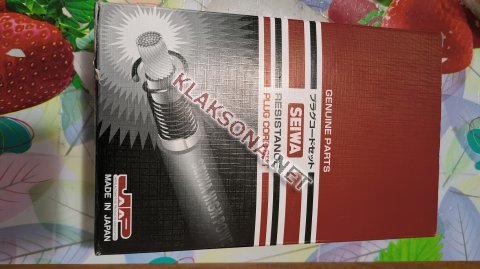 GENUINE PARTS
プラグコードセット
SEIWA
RESISTANCE
PLUG CORD
KLAKSONA.NET
JAP
MADE IN JAPAN